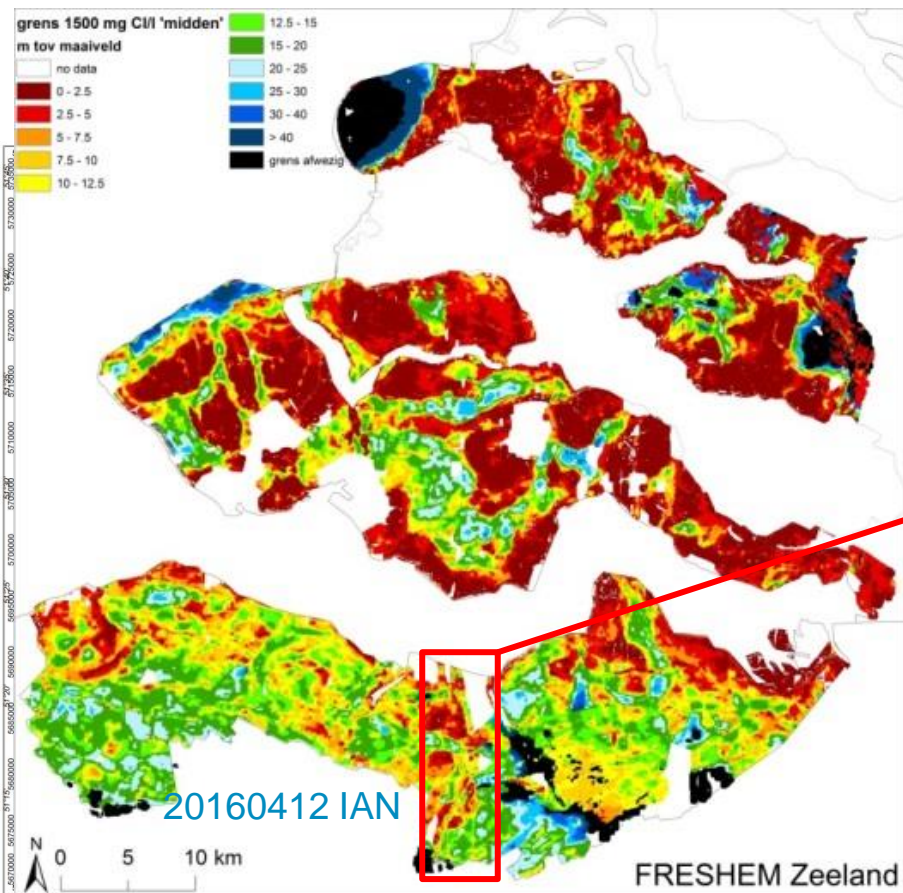 grens 1500 mg Cl/l 'midden'
m tov maaiveld
no data
0 - 2.5
2.5 - 5
5 - 7.5
7.5 - 10
10 - 12.5
12.5 - 15
15 - 20
20 - 25
25 - 30
30 - 40
> 40
grens afwezig
5730000
5725000
5720000
5715000
5710000
5705000
5700000
5695000
5690000
5685000
5680000
5675000
5670000
20160412 IAN
N
0 5 10 km
FRESHEM Zeeland